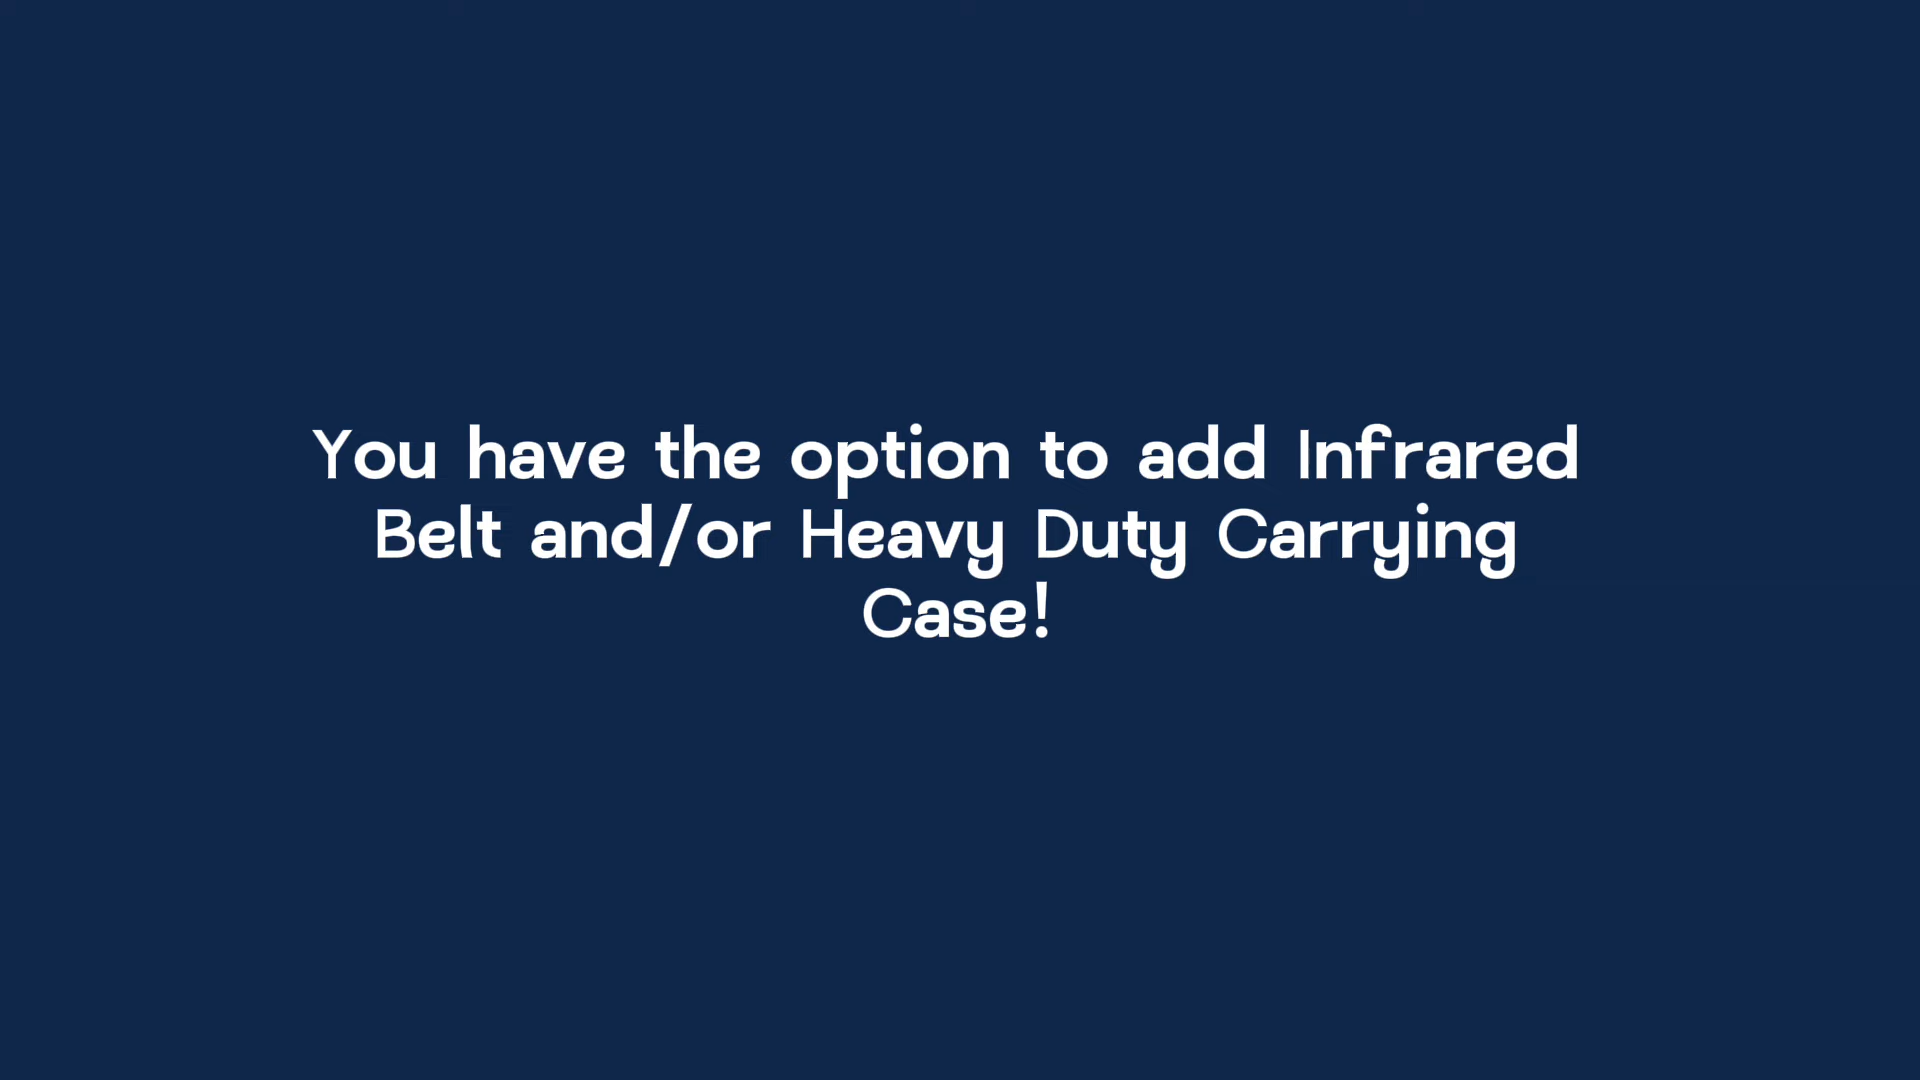 You have the option to add Infrared
Belt and/or Heavy Duty Carrying
Case!